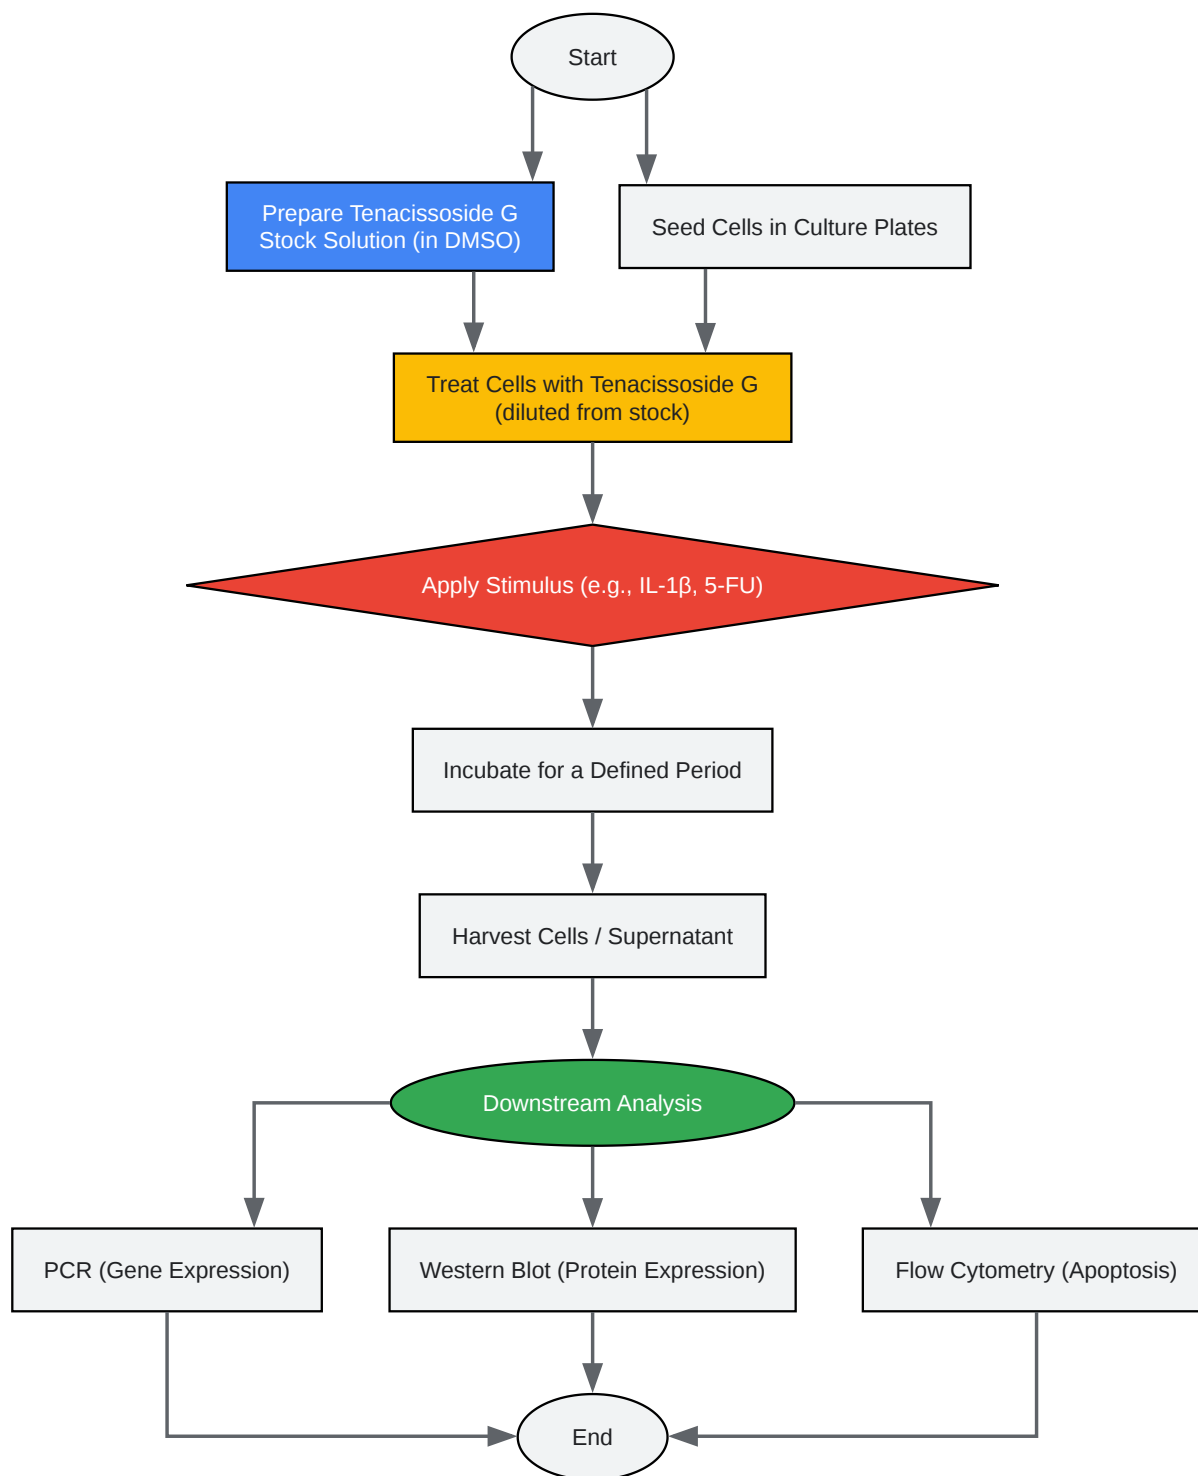 Start
Prepare Tenacissoside G
Stock Solution (in DMSO)
Seed Cells in Culture Plates
Treat Cells with Tenacissoside G
(diluted from stock)
Apply Stimulus (e.g., IL-1β, 5-FU)
Incubate for a Defined Period
Harvest Cells / Supernatant
Downstream Analysis
PCR (Gene Expression)
Western Blot (Protein Expression)
Flow Cytometry (Apoptosis)
End